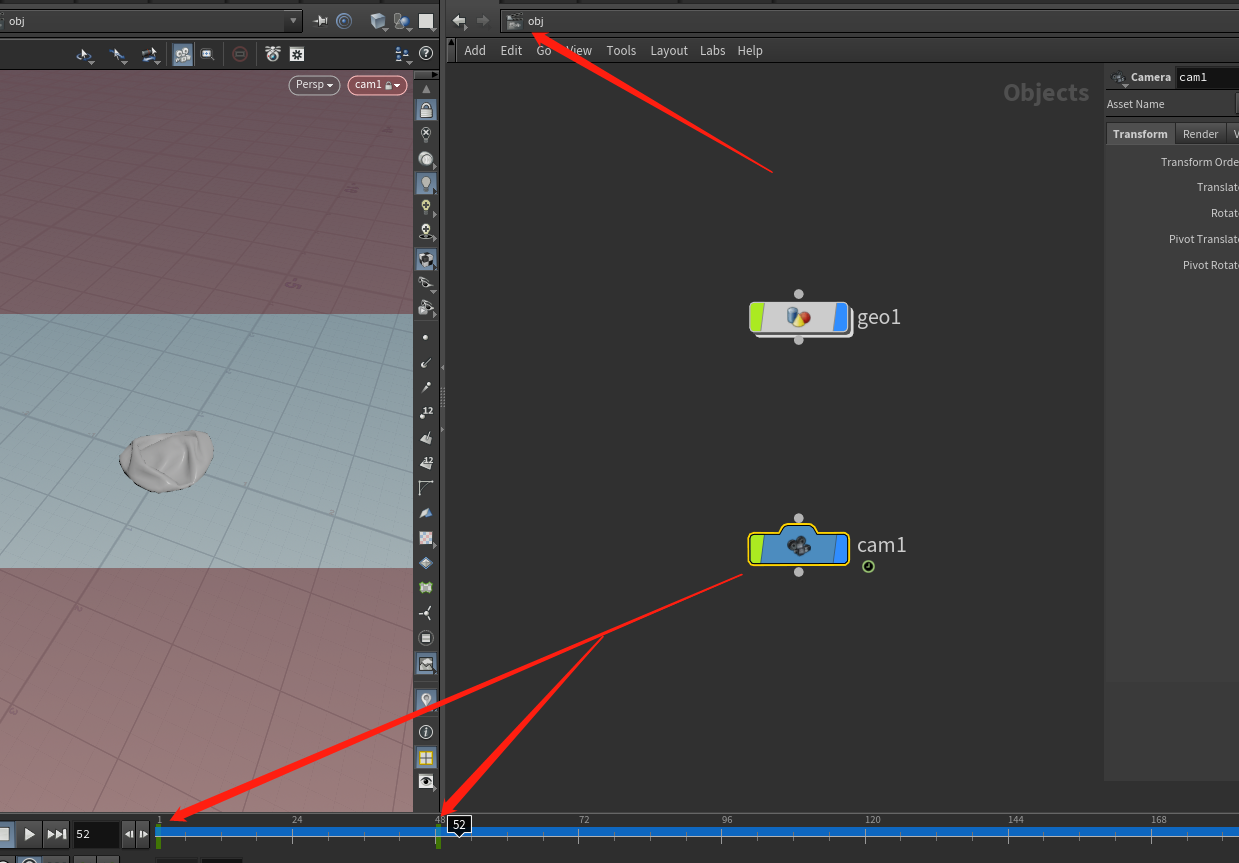 obj
obj
Add Edit Go View Tools Layout Labs Help
Persp
cam1
Objects
Camera cam1
Asset Name
Transform Render V
Transform Orde
Translat
Rotat
Pivot Translat
Pivot Rotat
geo1
cam1
12
12
1 24 48 72 96 120 144 168
52
52